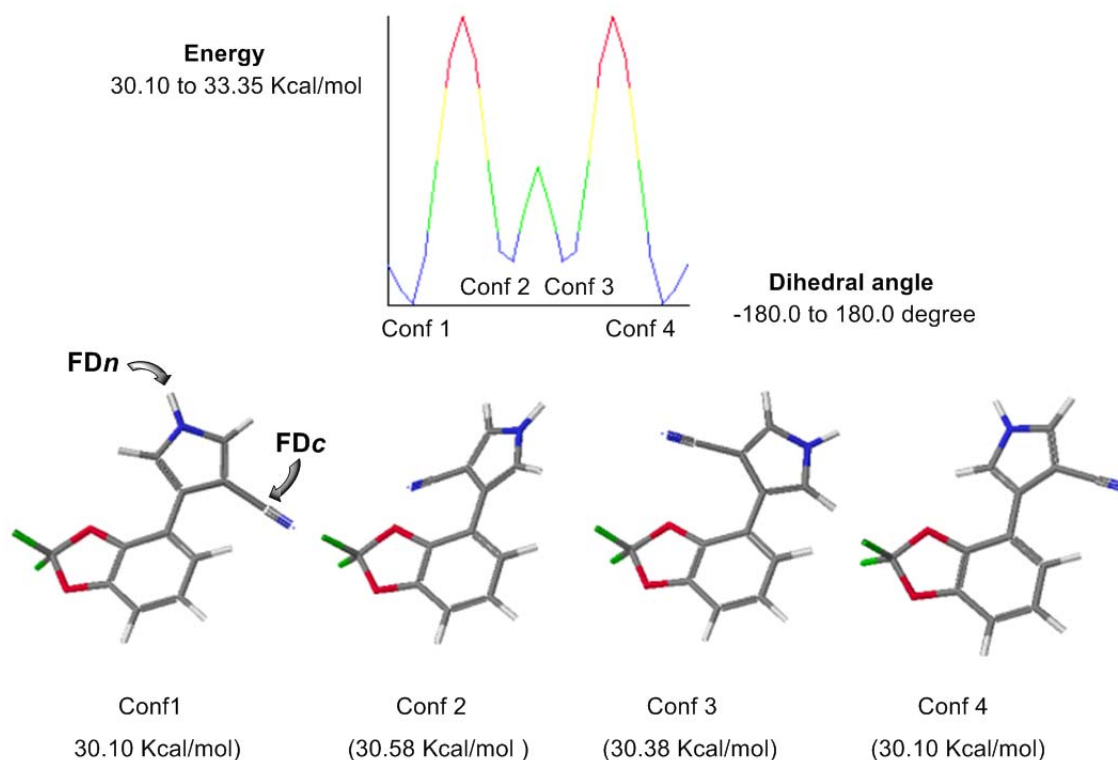 Energy
30.10 to 33.35 Kcal/mol
Conf 2 Conf 3
Dihedral angle
-180.0 to 180.0 degree
Conf 1
Conf 4
FDn
FDc
Conf1
Conf 2
Conf 3
Conf 4
30.10 Kcal/mol)
(30.58 Kcal/mol )
(30.38 Kcal/mol)
(30.10 Kcal/mol)